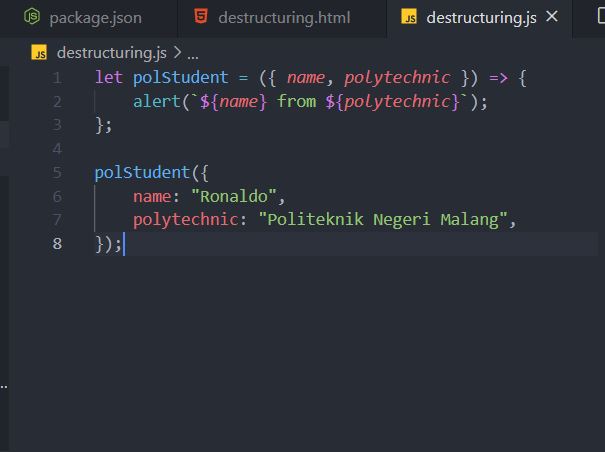 package.json destructuring.html JS destructuring.js
JS destructuring.js > ...
1 let polStudent = ({ name, polytechnic }) => {
2 alert(`${name} from ${polytechnic}`);
3 };
4
5 polStudent({
6 name: "Ronaldo",
7 polytechnic: "Politeknik Negeri Malang",
8 });